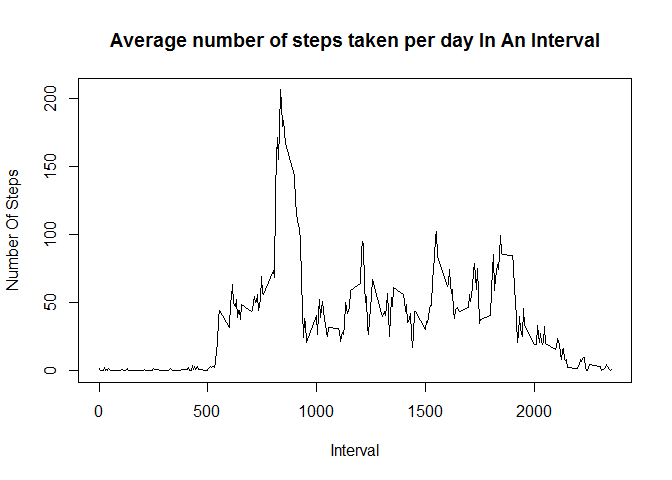 Average number of steps taken per day In An Interval
Number Of Steps
200
150
100
50
0
0 500 1000 1500 2000
Interval